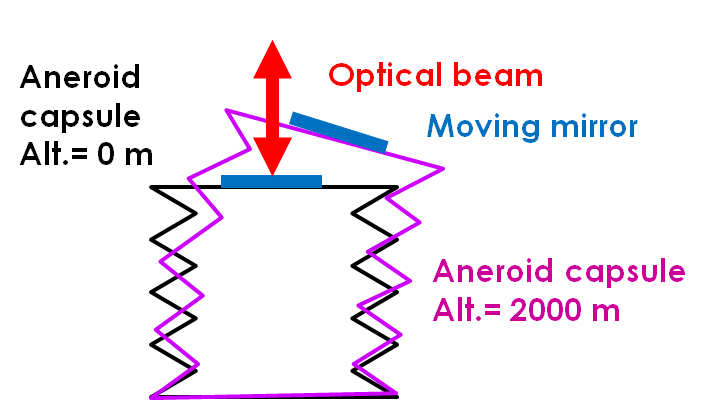 Aneroid
capsule
Alt.= 0 m
Optical beam
Moving mirror
Aneroid capsule
Alt.= 2000 m